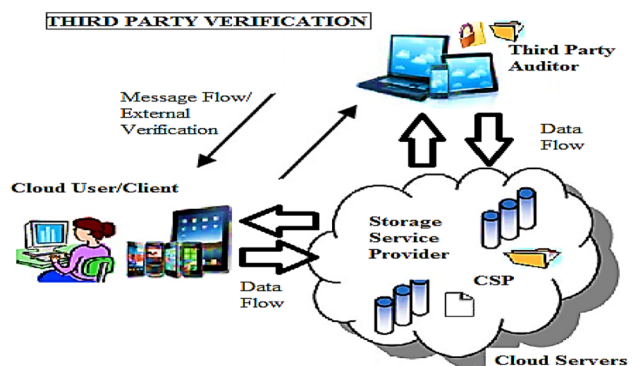 THIRD PARTY VERIFICATION
Third Party
Auditor
Message Flow/
External
Verification
Data
Flow
Cloud User/Client
Storage
Service
Provider
CSP
Data
Flow
Cloud Servers